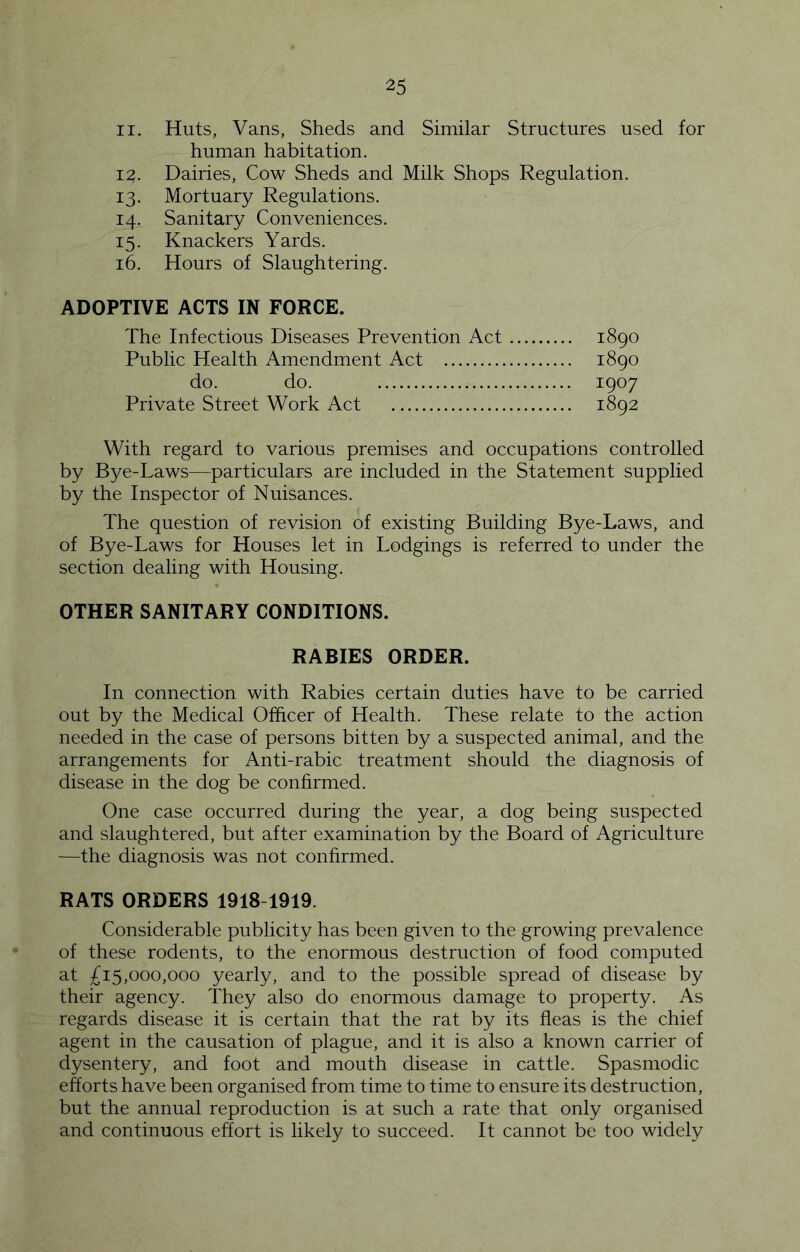 25
11. Huts, Vans, Sheds and Similar Structures used for
human habitation.
12. Dairies, Cow Sheds and Milk Shops Regulation.
13. Mortuary Regulations.
14. Sanitary Conveniences.
15. Knackers Yards.
16. Hours of Slaughtering.
ADOPTIVE ACTS IN FORCE.
The Infectious Diseases Prevention Act ......... 1890
Public Health Amendment Act ................... 1890
do. do. ............................. 1907
Private Street Work Act ........................... 1892
With regard to various premises and occupations controlled
by Bye-Laws—particulars are included in the Statement supplied
by the Inspector of Nuisances.
The question of revision of existing Building Bye-Laws, and
of Bye-Laws for Houses let in Lodgings is referred to under the
section dealing with Housing.
OTHER SANITARY CONDITIONS.
RABIES ORDER.
In connection with Rabies certain duties have to be carried
out by the Medical Officer of Health. These relate to the action
needed in the case of persons bitten by a suspected animal, and the
arrangements for Anti-rabic treatment should the diagnosis of
disease in the dog be confirmed.
One case occurred during the year, a dog being suspected
and slaughtered, but after examination by the Board of Agriculture
—the diagnosis was not confirmed.
RATS ORDERS 1918-1919.
Considerable publicity has been given to the growing prevalence
of these rodents, to the enormous destruction of food computed
at £15,000,000 yearly, and to the possible spread of disease by
their agency. They also do enormous damage to property. As
regards disease it is certain that the rat by its fleas is the chief
agent in the causation of plague, and it is also a known carrier of
dysentery, and foot and mouth disease in cattle. Spasmodic
efforts have been organised from time to time to ensure its destruction,
but the annual reproduction is at such a rate that only organised
and continuous effort is likely to succeed. It cannot be too widely